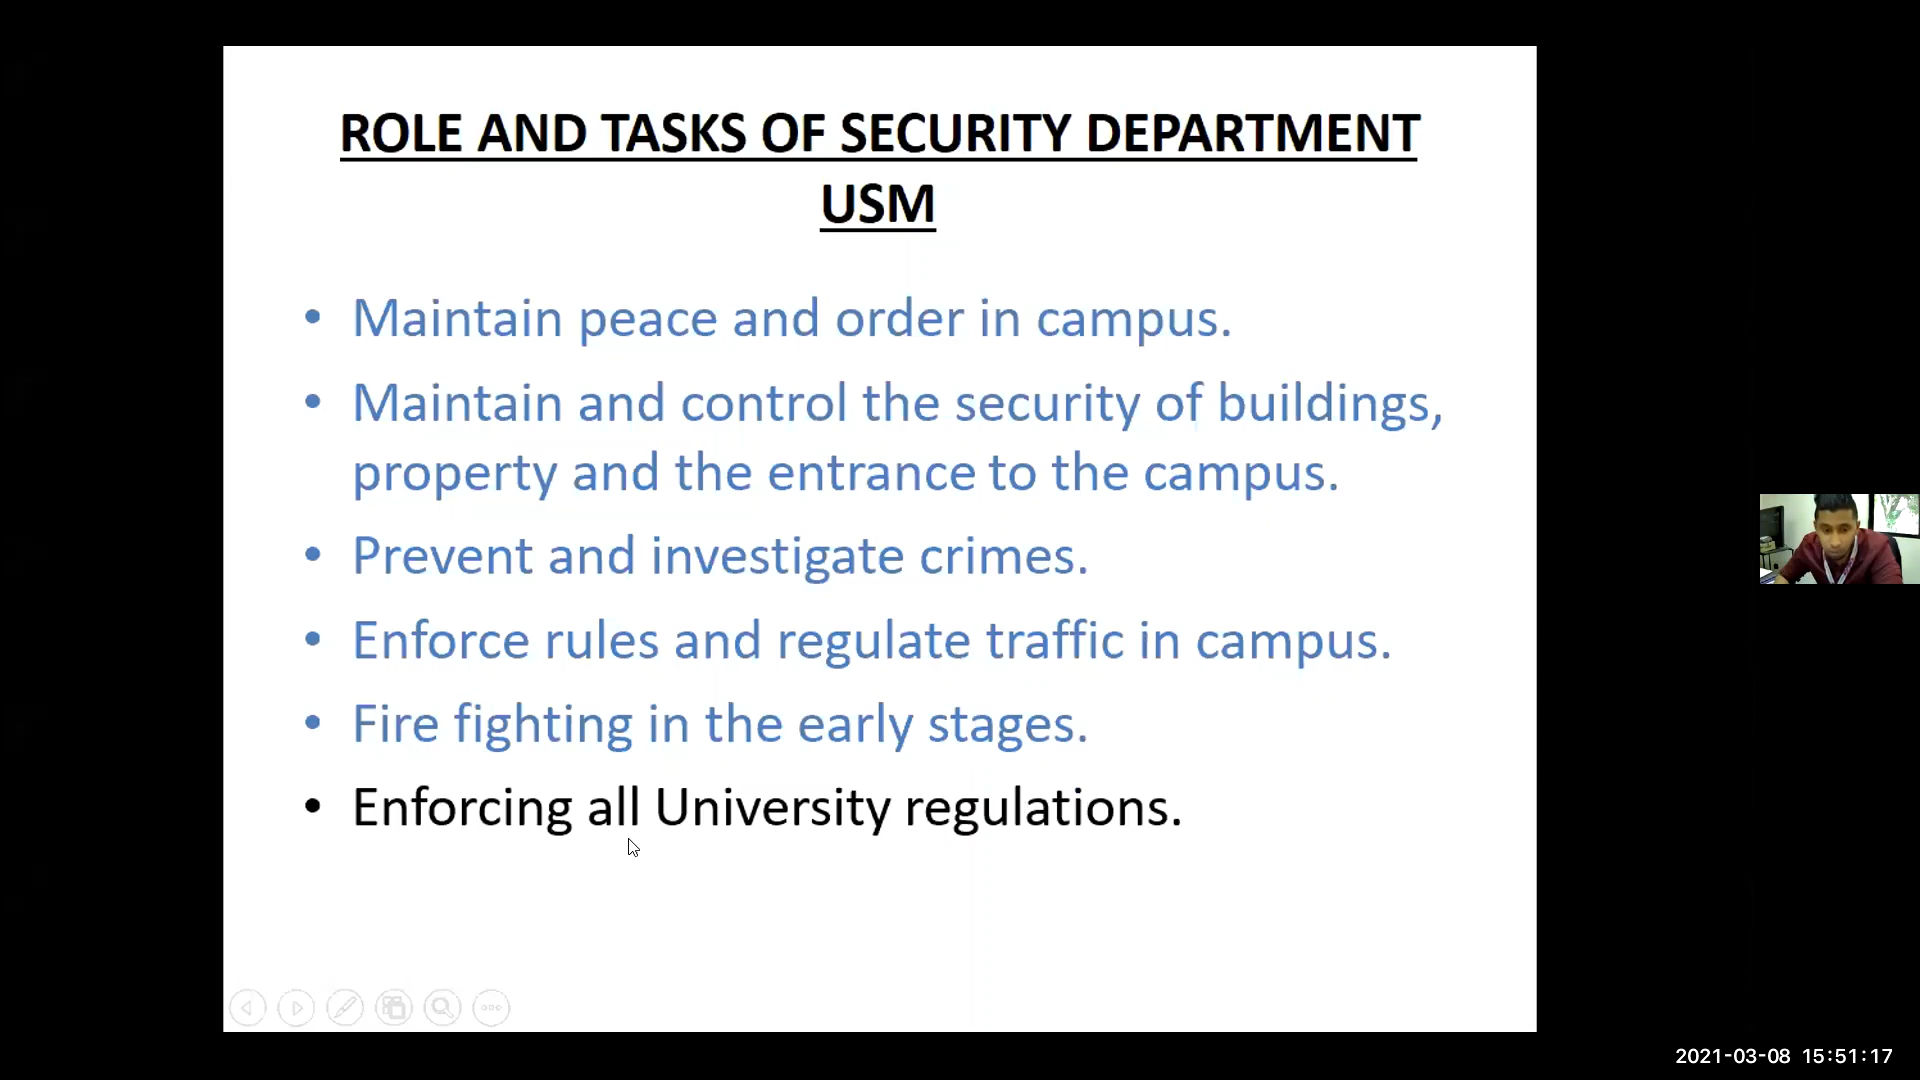 ROLE AND TASKS OF SECURITY DEPARTMENT
USM
• Maintain peace and order in campus.
• Maintain and control the security of buildings,
property and the entrance to the campus.
• Prevent and investigate crimes.
• Enforce rules and regulate traffic in campus.
• Fire fighting in the early stages.
• Enforcing all University regulations.
2021-03-08 15:51:17